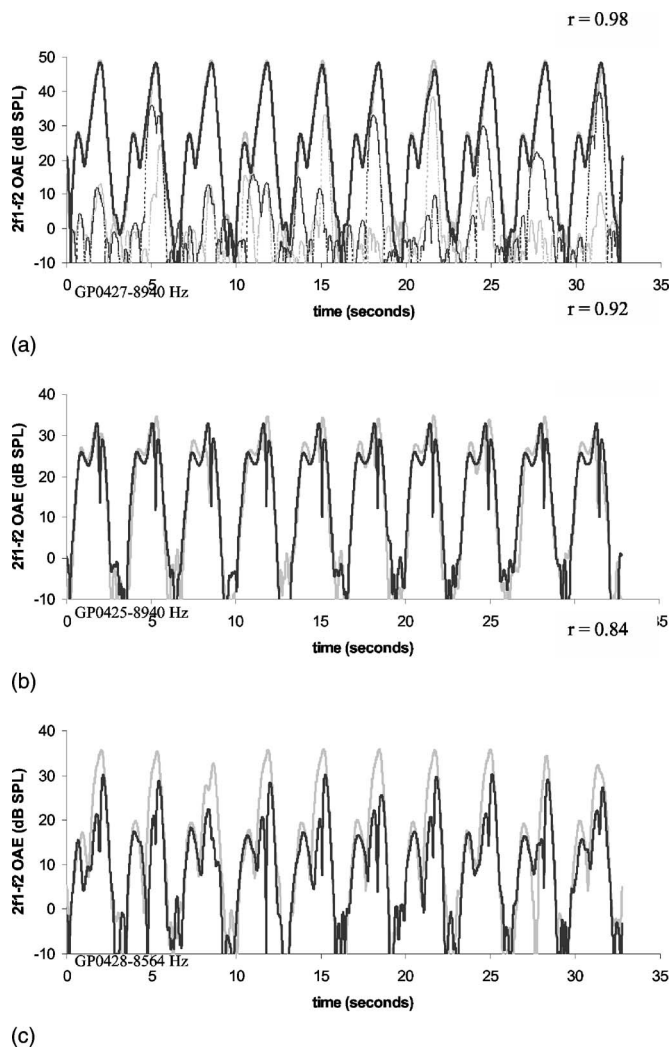 r = 0.98
50
40
30
20
10
0
-10
2f1-f2 OAE (dB SPL)
0 5 10 15 20 25 30 35
GP0427-8940 Hz
time (seconds)
r = 0.92
(a)
40
30
20
10
0
-10
2f1-f2 OAE (dB SPL)
0 5 10 15 20 25 30 35
GP0425-8940 Hz
time (seconds)
r = 0.84
(b)
40
30
20
10
0
-10
2f1-f2 OAE (dB SPL)
0 5 10 15 20 25 30 35
GP0428-8564 Hz
time (seconds)
(c)